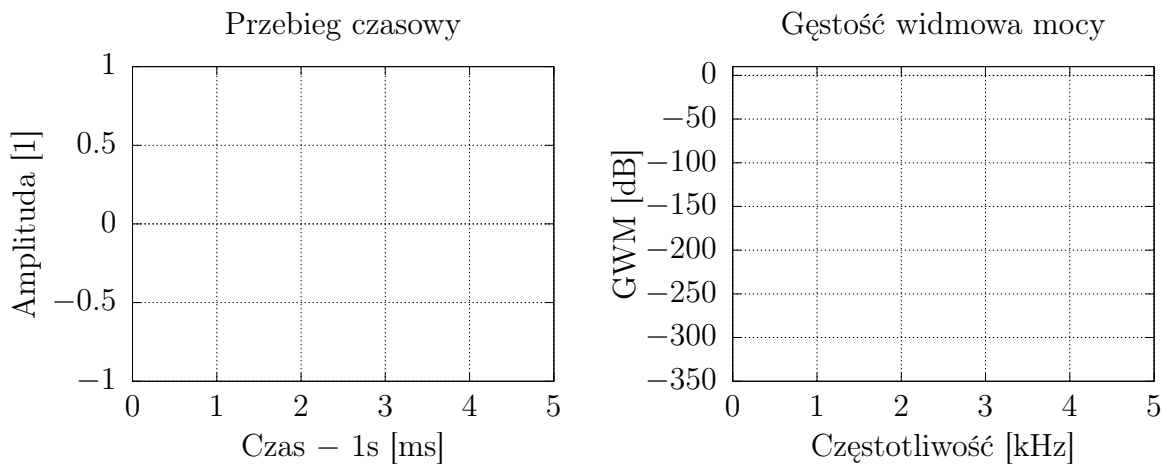 Przebieg czasowy
Amplituda [1]
1
0.5
0
−0.5
−1
0 1 2 3 4 5
Czas − 1s [ms]
Gęstość widmowa mocy
GWM [dB]
0
−50
−100
−150
−200
−250
−300
−350
0 1 2 3 4 5
Częstotliwość [kHz]